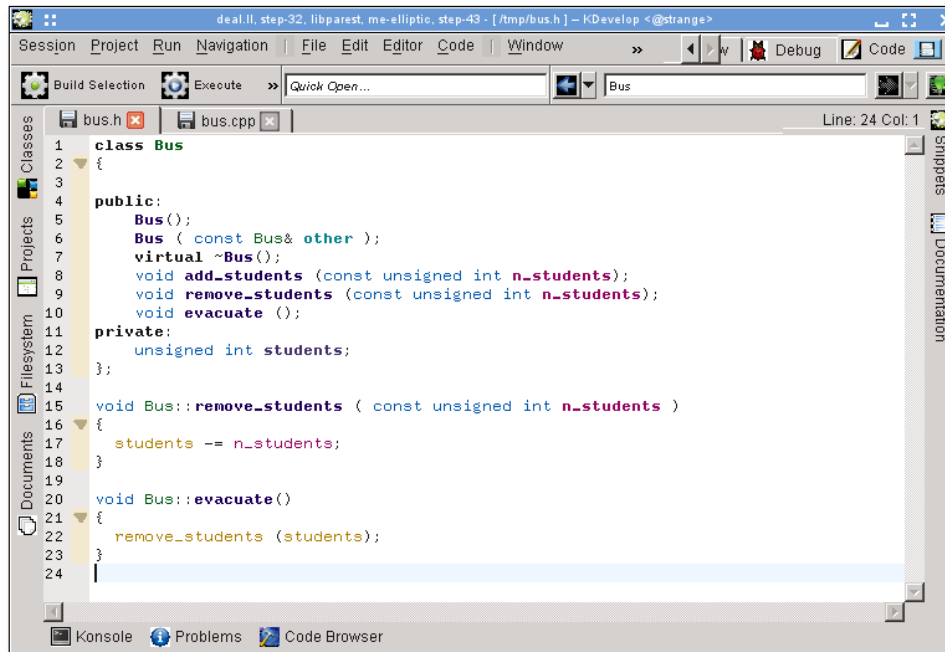 deal.II, step-32, libparest, me-elliptic, step-43 - [ /tmp/bus.h ] – KDevelop <@strange>
Session Project Run Navigation File Edit Editor Code Window » Debug Code
Build Selection Execute » Quick Open... Bus
bus.h bus.cpp Line: 24 Col: 1
Classes
Projects
Filesystem
Documents
1 class Bus
2 {
3
4 public:
5 Bus();
6 Bus ( const Bus& other );
7 virtual ~Bus();
8 void add_students (const unsigned int n_students);
9 void remove_students (const unsigned int n_students);
10 void evacuate ();
11 private:
12 unsigned int students;
13 };
14
15 void Bus::remove_students ( const unsigned int n_students )
16 {
17 students -= n_students;
18 }
19
20 void Bus::evacuate()
21 {
22 remove_students (students);
23 }
24
Snippets
Documentation
Konsole Problems Code Browser